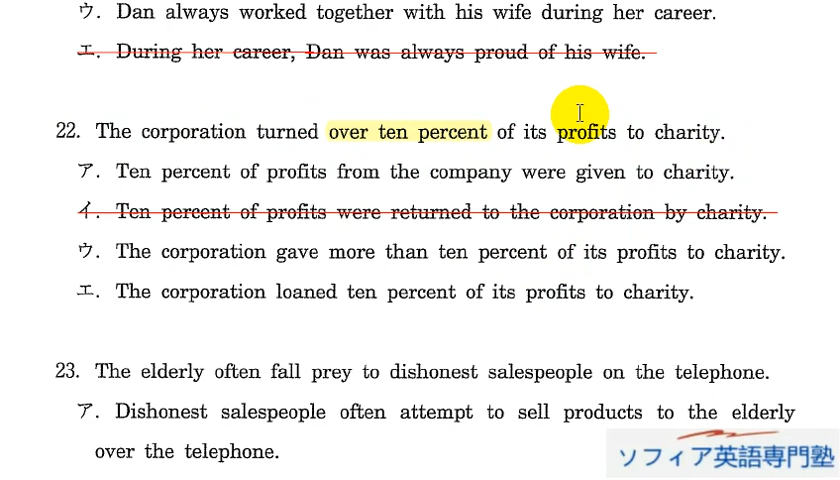 ウ. Dan always worked together with his wife during her career.
エ. During her career, Dan was always proud of his wife.
22. The corporation turned over ten percent of its profits to charity.
ア. Ten percent of profits from the company were given to charity.
イ. Ten percent of profits were returned to the corporation by charity.
ウ. The corporation gave more than ten percent of its profits to charity.
エ. The corporation loaned ten percent of its profits to charity.
23. The elderly often fall prey to dishonest salespeople on the telephone.
ア. Dishonest salespeople often attempt to sell products to the elderly
over the telephone.
ソフィア英語専門塾